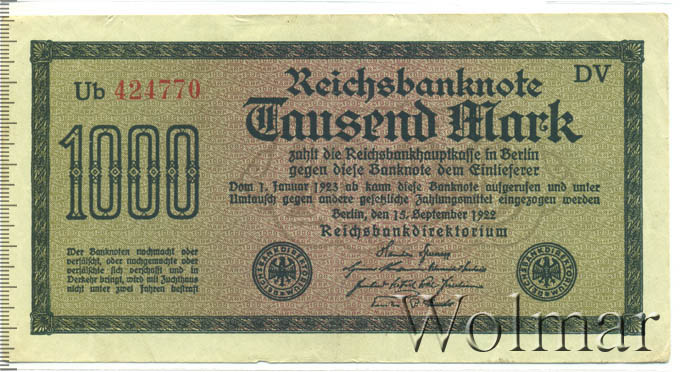 Ub 424770
DV
Reichsbanknote
Tausend Mark
1000
zahlt die Reichsbankhauptkasse in Berlin
gegen diese Banknote dem Einlieferer
Dom 1. Januar 1923 ab kann diese Banknote aufgerufen und unter
Umtausch gegen andere gesetzliche Zahlungsmittel eingezogen werden
Berlin, den 15. September 1922
Reichsbankdirektorium
Wer Banknoten nachmacht oder
verfälscht, oder nachgemachte oder
verfälschte sich verschafft und in
Verkehr bringt, wird mit Zuchthaus
nicht unter zwei Jahren bestraft
REICHSBANKDIREKTORIUM
REICHSBANKDIREKTORIUM
Wolmar